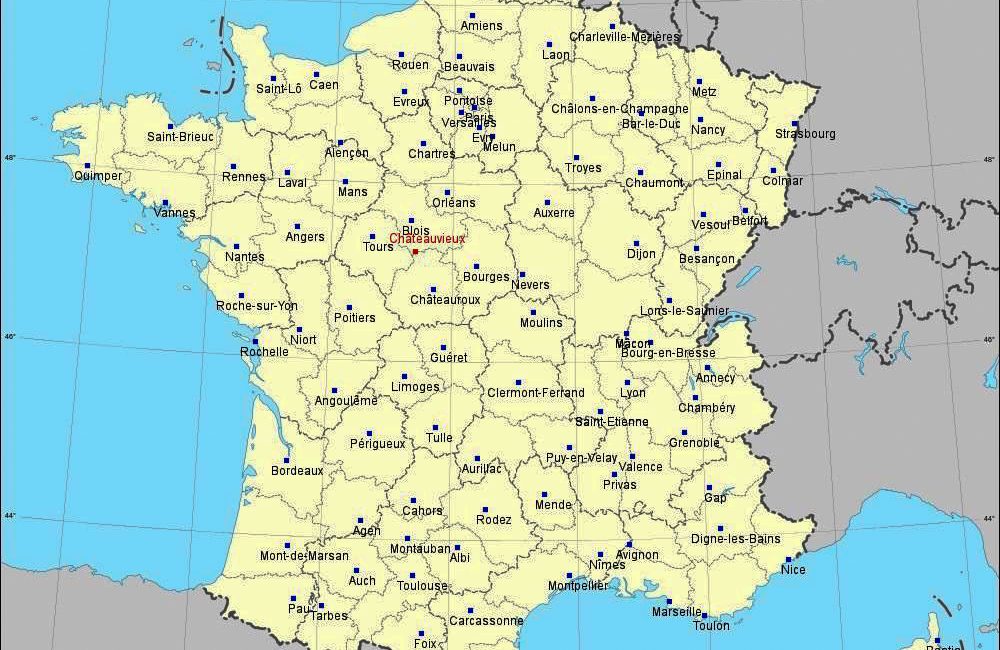 Amiens
Charleville-Mézières
Laon
Rouen
Beauvais
Saint-Lô
Caen
Metz
Evreux
Pontoise
Châlons-en-Champagne
Paris
Versailles
Bar-le-Duc
Nancy
Strasbourg
Saint-Brieuc
Evry
Melun
Alençon
Chartres
48°
48°
Quimper
Rennes
Laval
Mans
Troyes
Chaumont
Epinal
Colmar
Vannes
Orléans
Auxerre
Vesoul
Belfort
Angers
Blois
Châteauvieux
Tours
Nantes
Dijon
Besançon
Bourges
Nevers
Roche-sur-Yon
Châteauroux
Lons-le-Saunier
Poitiers
Moulins
46°
46°
Niort
Rochelle
Guéret
Mâcon
Bourg-en-Bresse
Annecy
Limoges
Clermont-Ferrand
Lyon
Angoulême
Chambéry
Saint-Etienne
Périgueux
Tulle
Grenoble
Puy-en-Velay
Bordeaux
Aurillac
Valence
Privas
Gap
Mende
Cahors
Rodez
44°
44°
Agen
Digne-les-Bains
Mont-de-Marsan
Montauban
Albi
Avignon
Nîmes
Nice
Auch
Toulouse
Montpellier
Pau
Tarbes
Carcassonne
Marseille
Toulon
Foix
Bastia